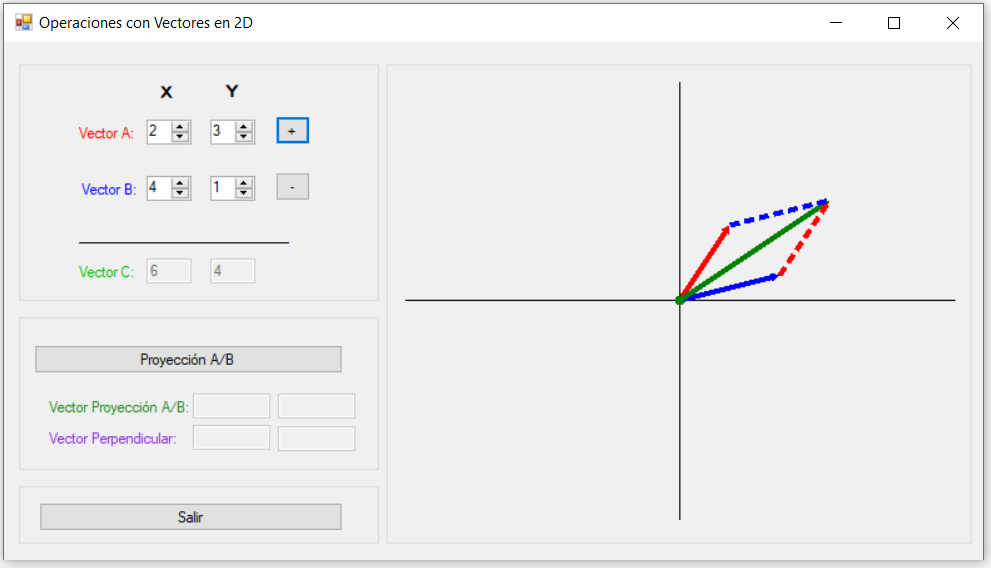 Operaciones con Vectores en 2D
X Y
Vector A: 2 3 +
Vector B: 4 1 -
Vector C: 6 4
Proyección A/B
Vector Proyección A/B:
Vector Perpendicular:
Salir